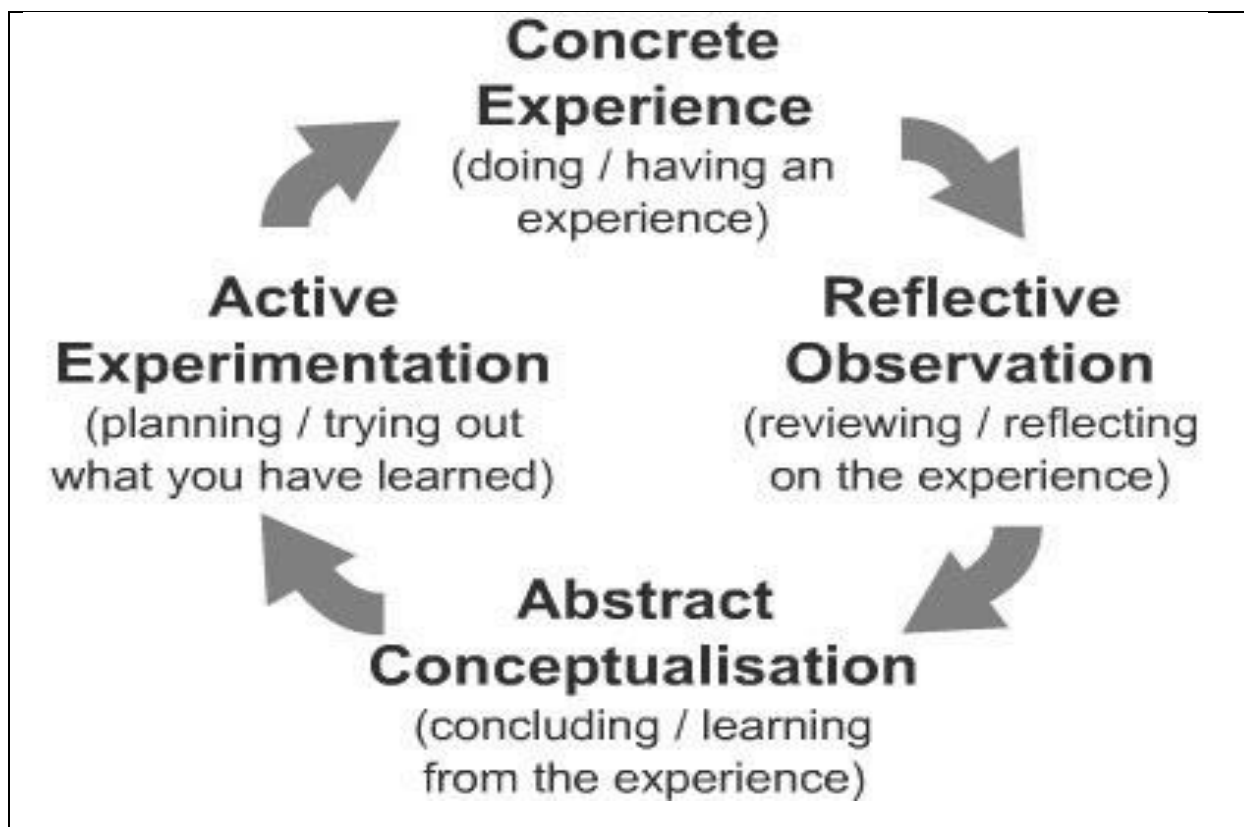 Concrete
Experience
(doing / having an
experience)
Reflective
Observation
(reviewing / reflecting
on the experience)
Abstract
Conceptualisation
(concluding / learning
from the experience)
Active
Experimentation
(planning / trying out
what you have learned)